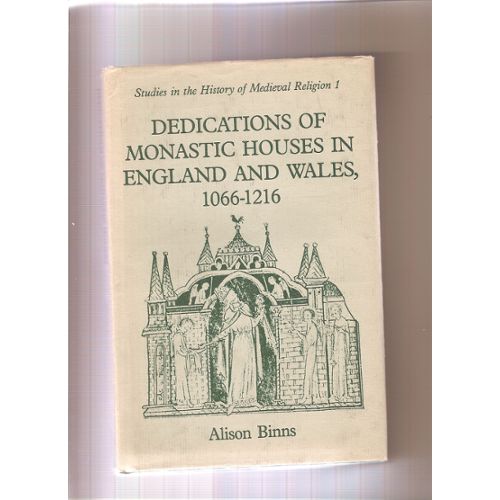 Studies in the History of Medieval Religion 1
DEDICATIONS OF
MONASTIC HOUSES IN
ENGLAND AND WALES,
1066-1216
Alison Binns